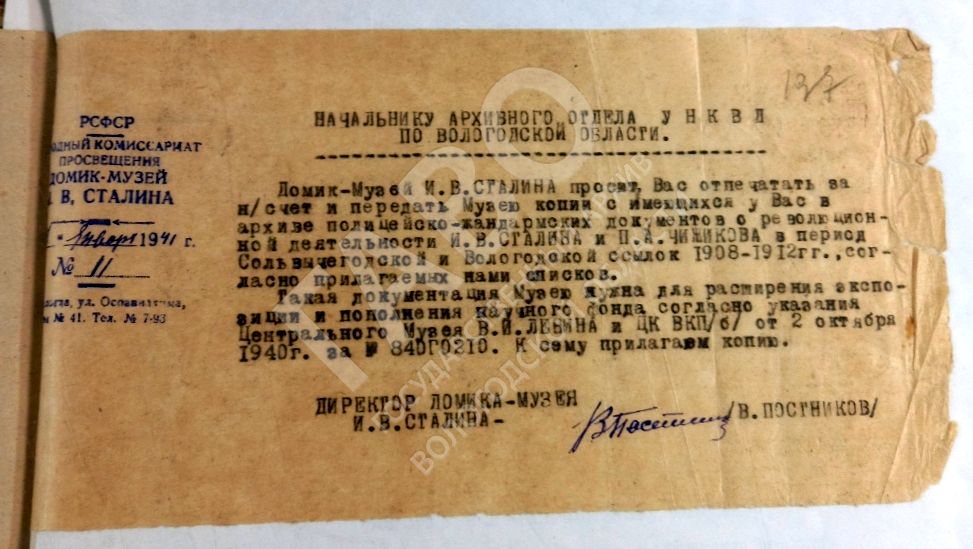 137
РСФСР
ОДНЫЙ КОМИССАРИАТ
ПРОСВЕЩЕНИЯ
ДОМИК-МУЗЕЙ
В, СТАЛИНА
" Январь 1941 г.
№ 11
ул. Осоавиахима,
№ 41. Тел. № 7-93
НАЧАЛЬНИКУ АРХИВНОГО ОТДЕЛА У Н К В Д
ПО ВОЛОГОДСКОЙ ОБЛАСТИ.
Домик-Музей И.В.СТАЛИНА просит Вас отпечатать за
н/счет и передать Музею копии с имеющихся у Вас в
архиве полицейско-жандармских документов о революцион-
ной деятельности И.В.СТАЛИНА и П.А.ЧИЖИКОВА в период
Сольвычегодской и Вологодской ссылок 1908-1912гг.,сог-
ласно прилагаемых нами списков.
Такая документация Музею нужна для расширения экспо-
зиции и пополнения научного фонда согласно указания
Центрального Музея В.И.ЛЕНИНА и ЦК ВКП/б/ от 2 октября
1940г. за № 840Г0210. К сему прилагаем копию.
ДИРЕКТОР ДОМИКА-МУЗЕЯ
И.В.СТАЛИНА-
/В.ПОСТНИКОВ/